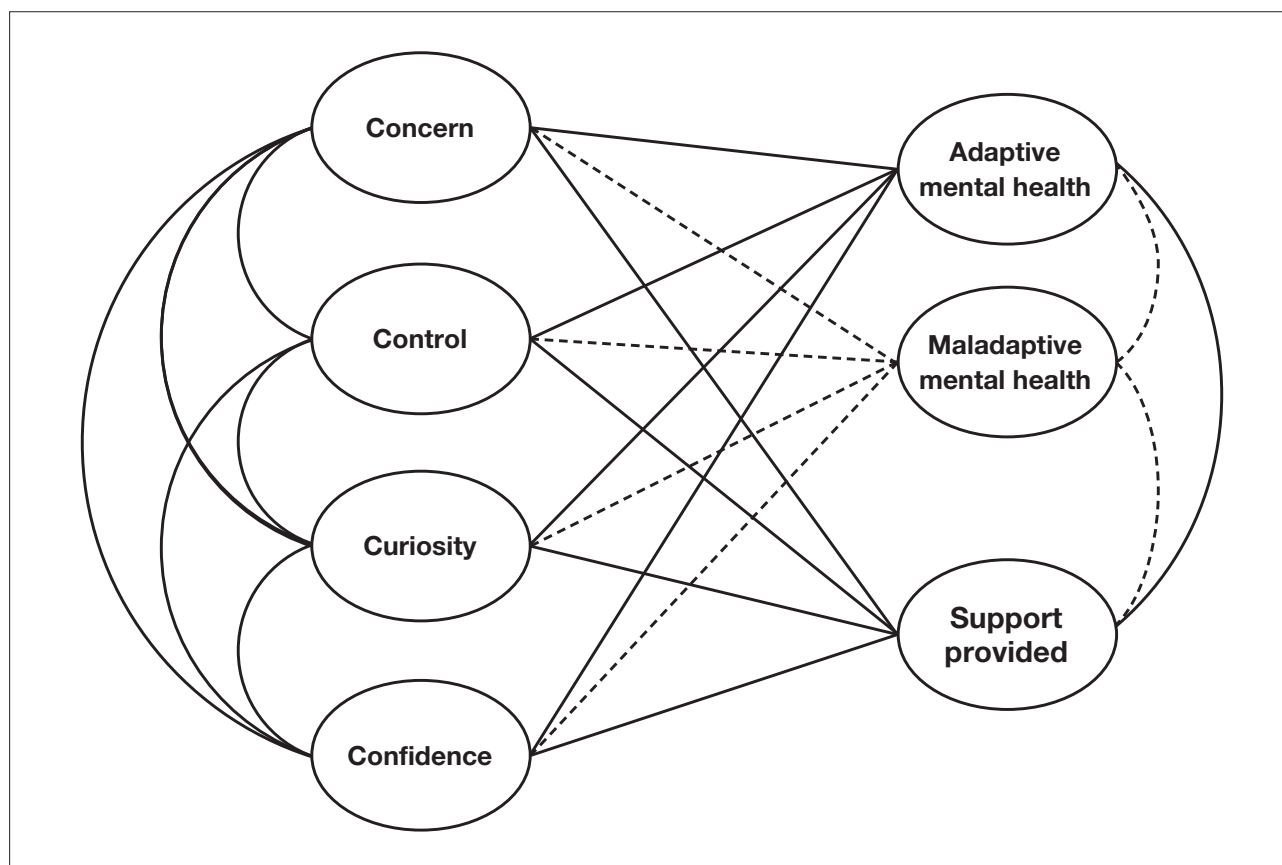 Concern
Control
Curiosity
Confidence
Adaptive
mental health
Maladaptive
mental health
Support
provided